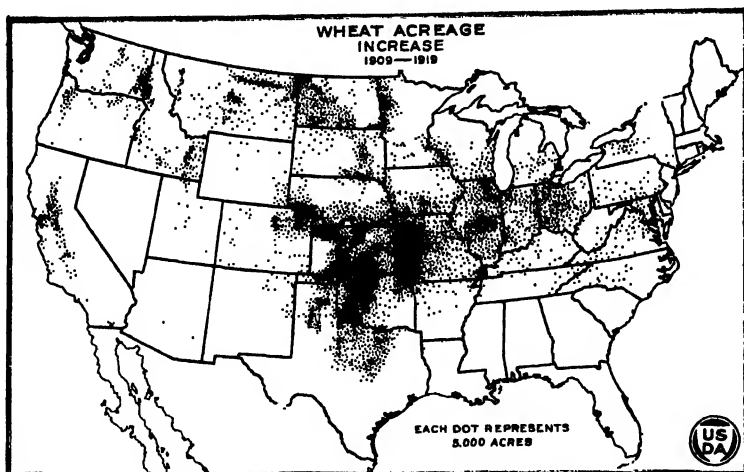 WHEAT ACREAGE
INCREASE
1909—1919
EACH DOT REPRESENTS
5,000 ACRES
US
DA